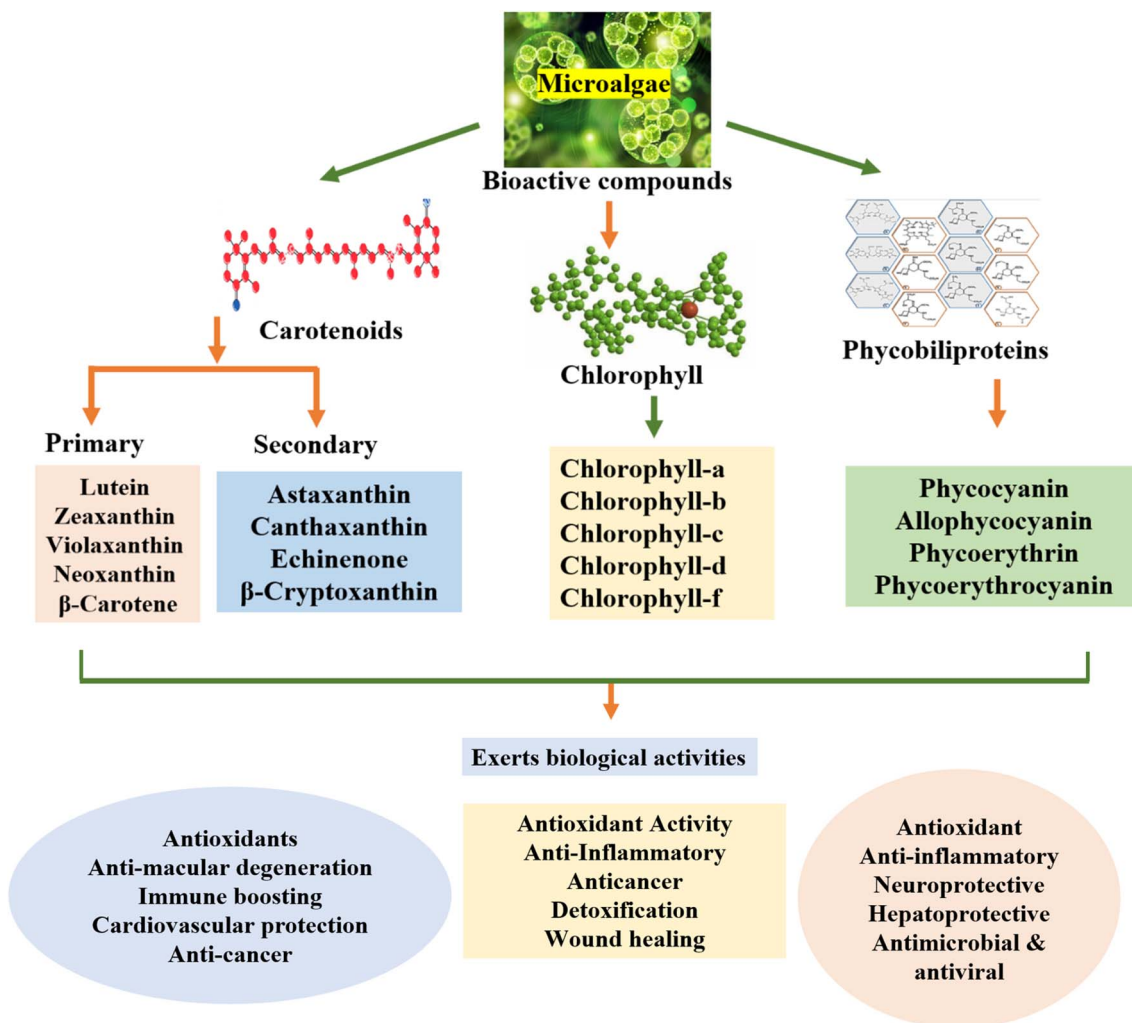 Microalgae
Bioactive compounds
Carotenoids
Chlorophyll
Phycobiliproteins
Primary
Lutein
Zeaxanthin
Violaxanthin
Neoxanthin
β-Carotene
Secondary
Astaxanthin
Canthaxanthin
Echinenone
β-Cryptoxanthin
Chlorophyll-a
Chlorophyll-b
Chlorophyll-c
Chlorophyll-d
Chlorophyll-f
Phycocyanin
Allophycocyanin
Phycoerythrin
Phycoerythrocyanin
Exerts biological activities
Antioxidants
Anti-macular degeneration
Immune boosting
Cardiovascular protection
Anti-cancer
Antioxidant Activity
Anti-Inflammatory
Anticancer
Detoxification
Wound healing
Antioxidant
Anti-inflammatory
Neuroprotective
Hepatoprotective
Antimicrobial &
antiviral